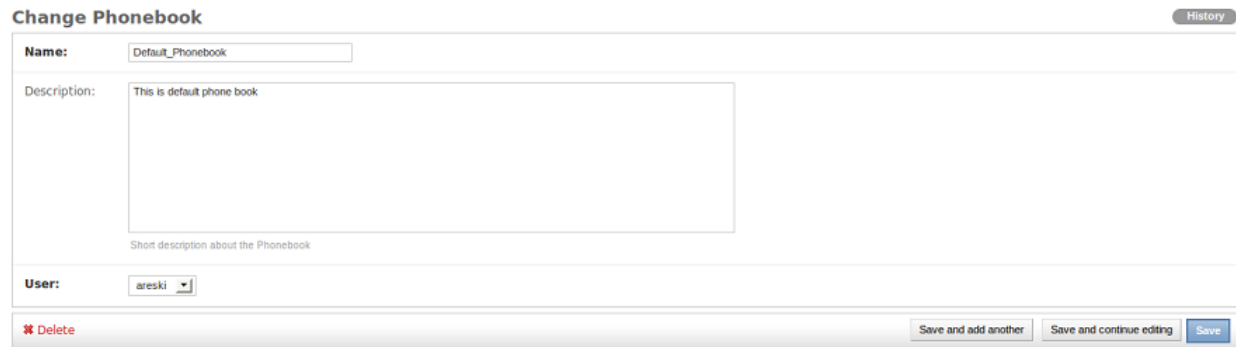 Change Phonebook
History
Name:
Default_Phonebook
Description:
This is default phone book
Short description about the Phonebook
User:
areski
Delete
Save and add another
Save and continue editing
Save